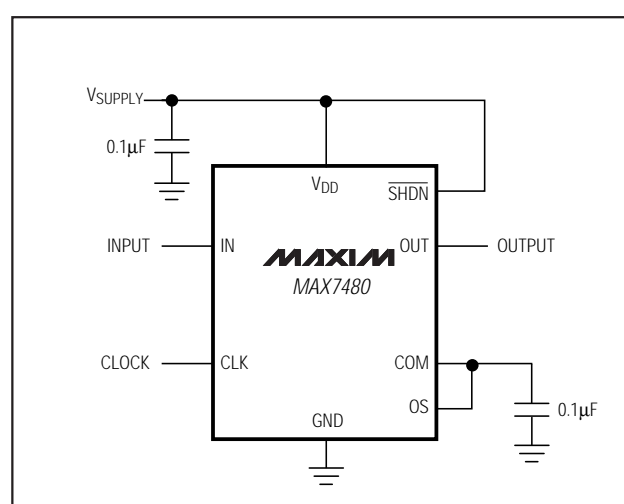 VSUPPLY
0.1µF
VDD
SHDN
INPUT
IN
MAXIM
OUT
OUTPUT
MAX7480
CLOCK
CLK
COM
OS
0.1µF
GND